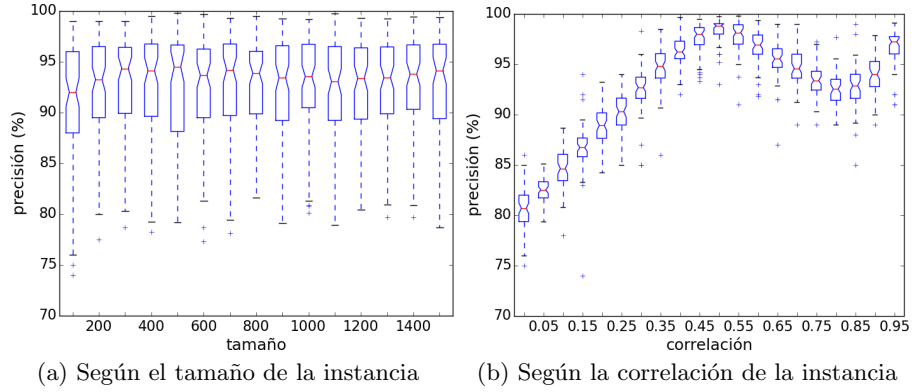 100
95
90
85
80
75
70
precisión (%)
200 400 600 800 1000 1200 1400
tamaño
(a) Según el tamaño de la instancia
100
95
90
85
80
75
70
precisión (%)
0.05 0.15 0.25 0.35 0.45 0.55 0.65 0.75 0.85 0.95
correlación
(b) Según la correlación de la instancia